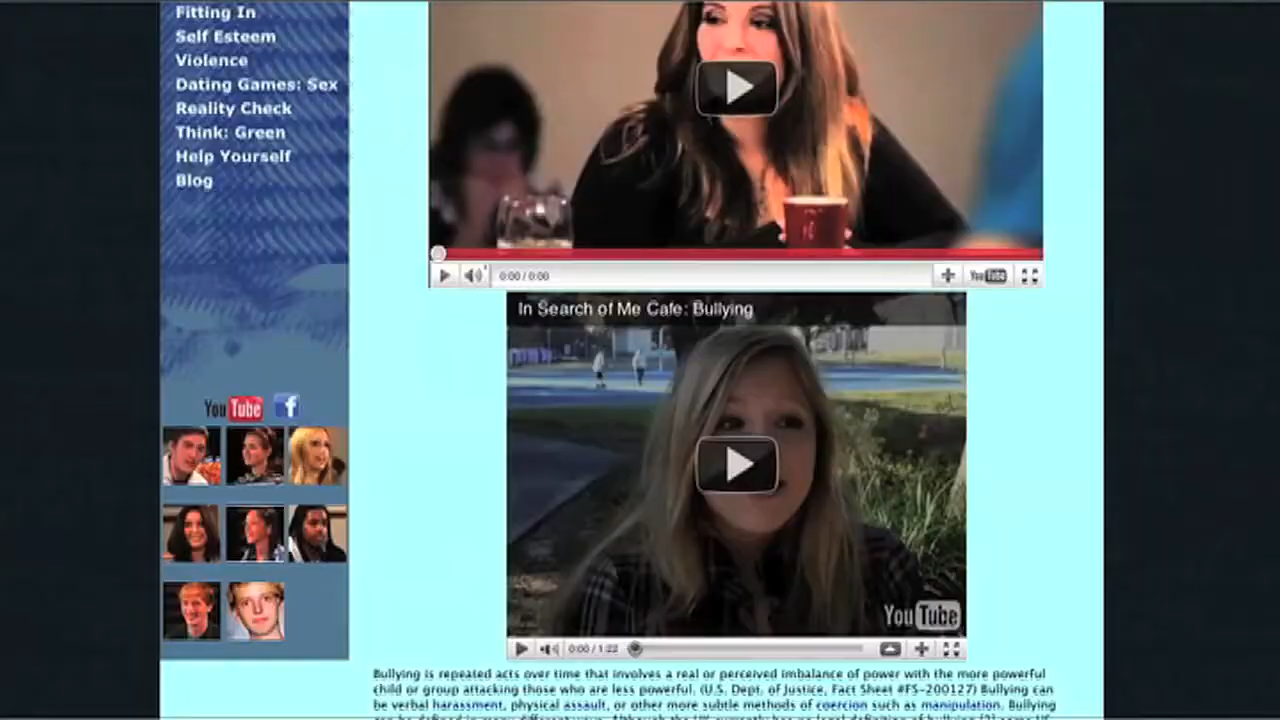 Fitting In
Self Esteem
Violence
Dating Games: Sex
Reality Check
Think: Green
Help Yourself
Blog
0:00 / 0:00
YouTube
In Search of Me Cafe: Bullying
YouTube
YouTube
0:00 / 1:22
Bullying is repeated acts over time that involves a real or perceived imbalance of power with the more powerful
child or group attacking those who are less powerful. (U.S. Dept. of Justice, Fact Sheet #FS-200127) Bullying can
be verbal harassment, physical assault, or other more subtle methods of coercion such as manipulation. Bullying